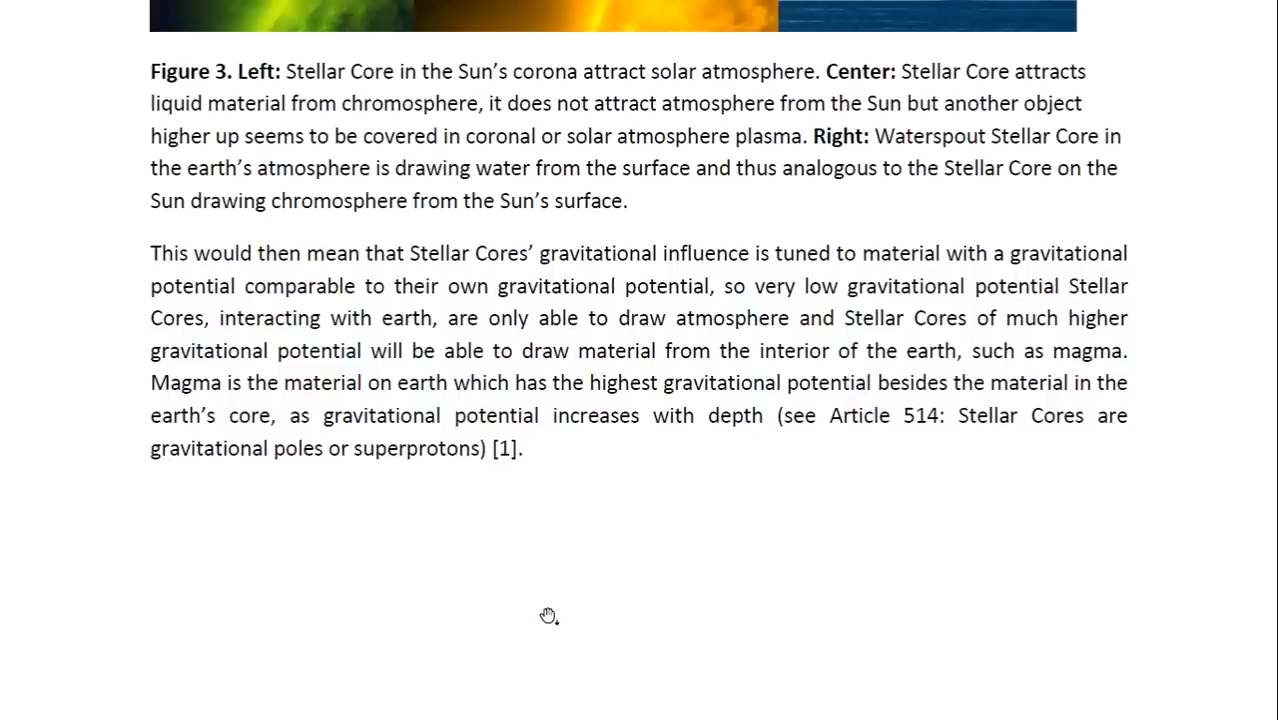 Figure 3. Left: Stellar Core in the Sun’s corona attract solar atmosphere. Center: Stellar Core attracts
liquid material from chromosphere, it does not attract atmosphere from the Sun but another object
higher up seems to be covered in coronal or solar atmosphere plasma. Right: Waterspout Stellar Core in
the earth’s atmosphere is drawing water from the surface and thus analogous to the Stellar Core on the
Sun drawing chromosphere from the Sun’s surface.
This would then mean that Stellar Cores’ gravitational influence is tuned to material with a gravitational
potential comparable to their own gravitational potential, so very low gravitational potential Stellar
Cores, interacting with earth, are only able to draw atmosphere and Stellar Cores of much higher
gravitational potential will be able to draw material from the interior of the earth, such as magma.
Magma is the material on earth which has the highest gravitational potential besides the material in the
earth’s core, as gravitational potential increases with depth (see Article 514: Stellar Cores are
gravitational poles or superprotons) [1].